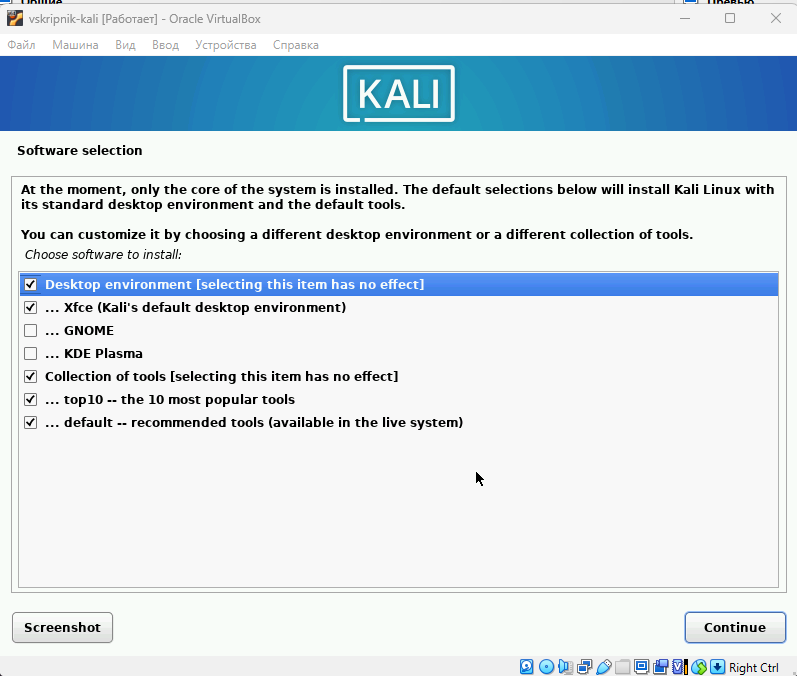 vskripnik-kali [Работает] - Oracle VirtualBox
Файл Машина Вид Ввод Устройства Справка
KALI
Software selection
At the moment, only the core of the system is installed. The default selections below will install Kali Linux with
its standard desktop environment and the default tools.
You can customize it by choosing a different desktop environment or a different collection of tools.
Choose software to install:
Desktop environment [selecting this item has no effect]
... Xfce (Kali's default desktop environment)
... GNOME
... KDE Plasma
Collection of tools [selecting this item has no effect]
... top10 -- the 10 most popular tools
... default -- recommended tools (available in the live system)
Screenshot
Continue
Right Ctrl